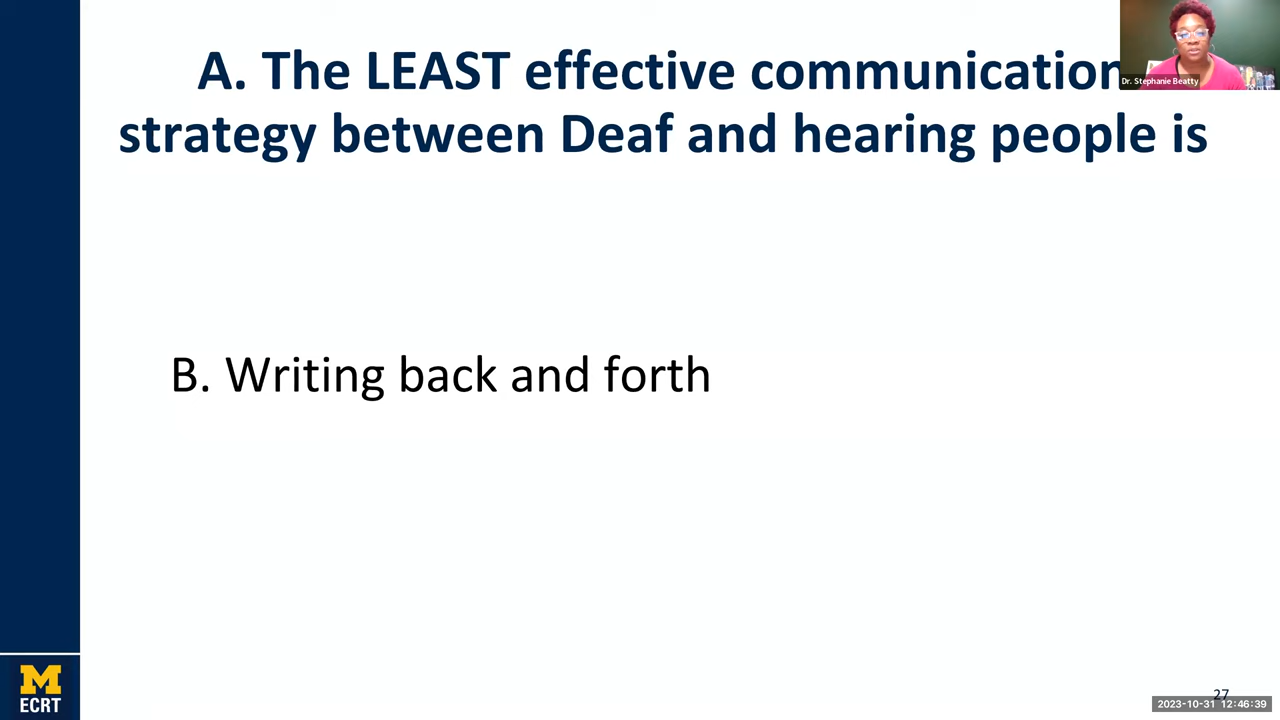 A. The LEAST effective communication
strategy between Deaf and hearing people is
Dr. Stephanie Beatty
B. Writing back and forth
M
ECRT
27
2023-10-31 12:46:39